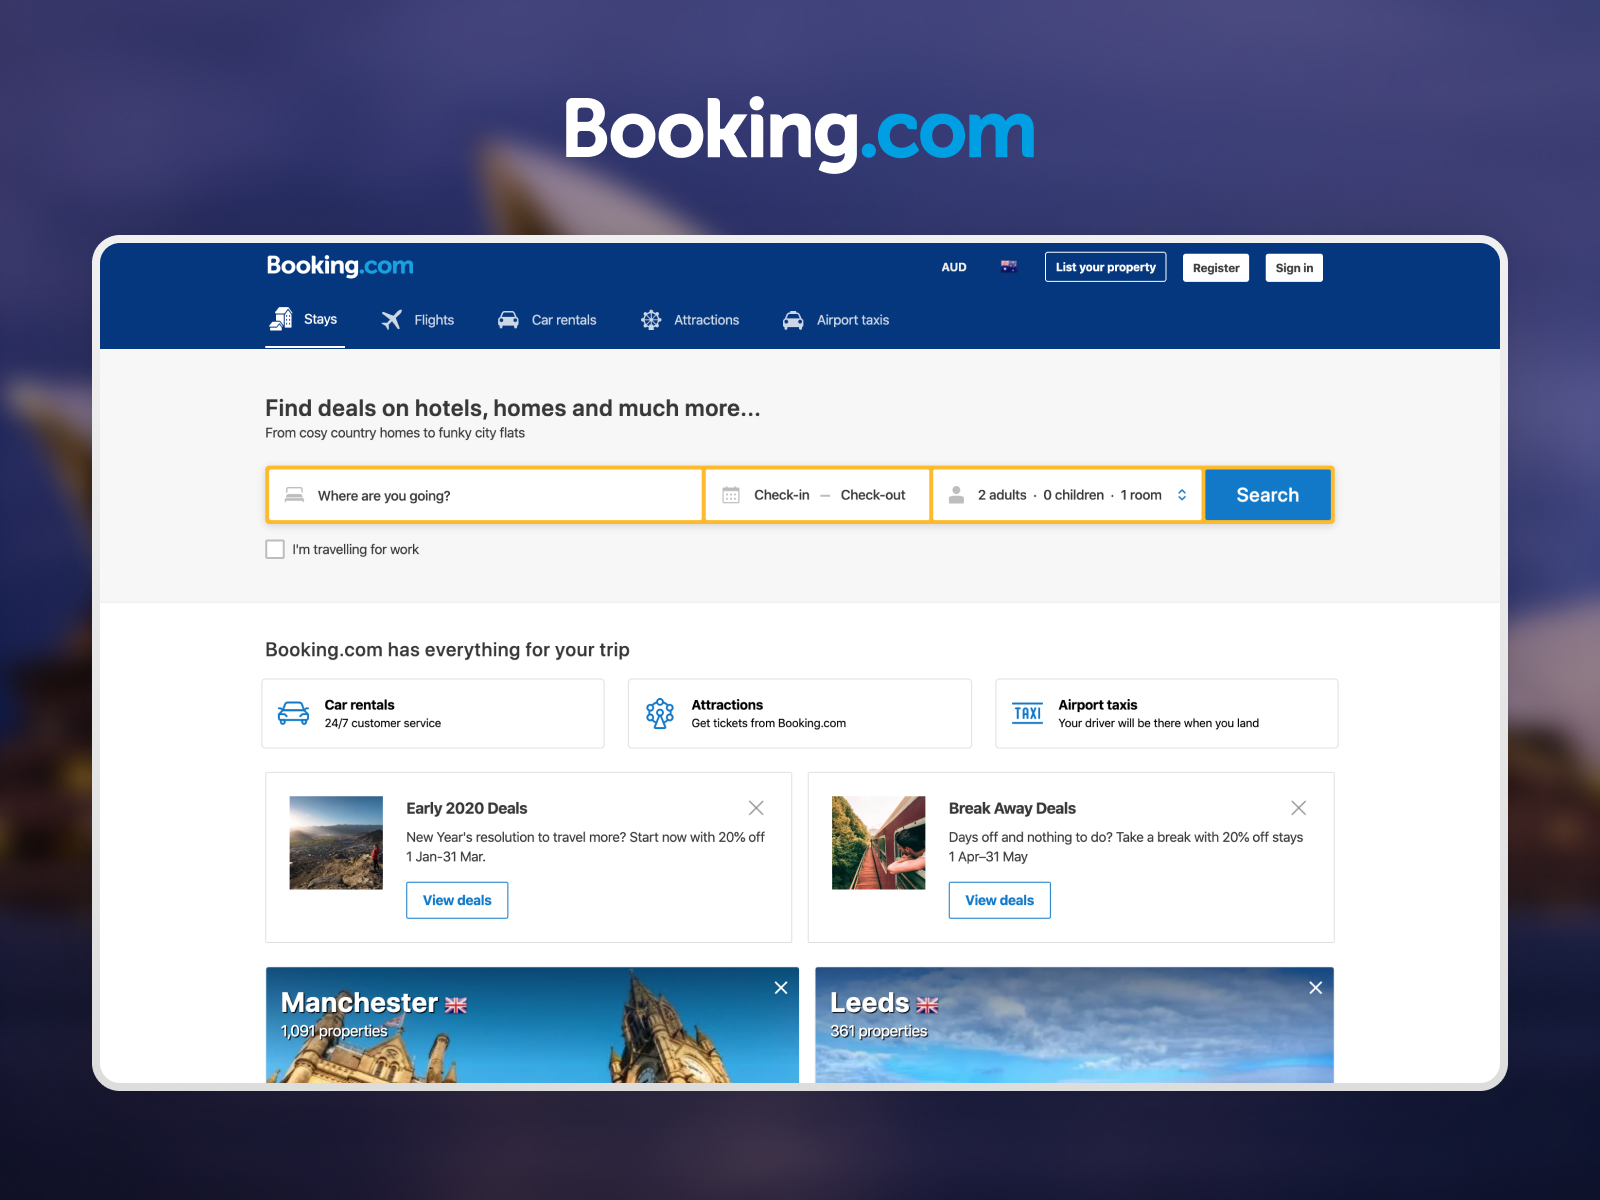 Booking.com
Booking.com
AUD
List your property
Register
Sign in
Stays
Flights
Car rentals
Attractions
Airport taxis
Find deals on hotels, homes and much more...
From cosy country homes to funky city flats
Where are you going?
Check-in — Check-out
2 adults · 0 children · 1 room
Search
I'm travelling for work
Booking.com has everything for your trip
Car rentals
24/7 customer service
Attractions
Get tickets from Booking.com
TAXI
Airport taxis
Your driver will be there when you land
Early 2020 Deals
New Year's resolution to travel more? Start now with 20% off
1 Jan-31 Mar.
View deals
Break Away Deals
Days off and nothing to do? Take a break with 20% off stays
1 Apr–31 May
View deals
Manchester
1,091 properties
Leeds
361 properties